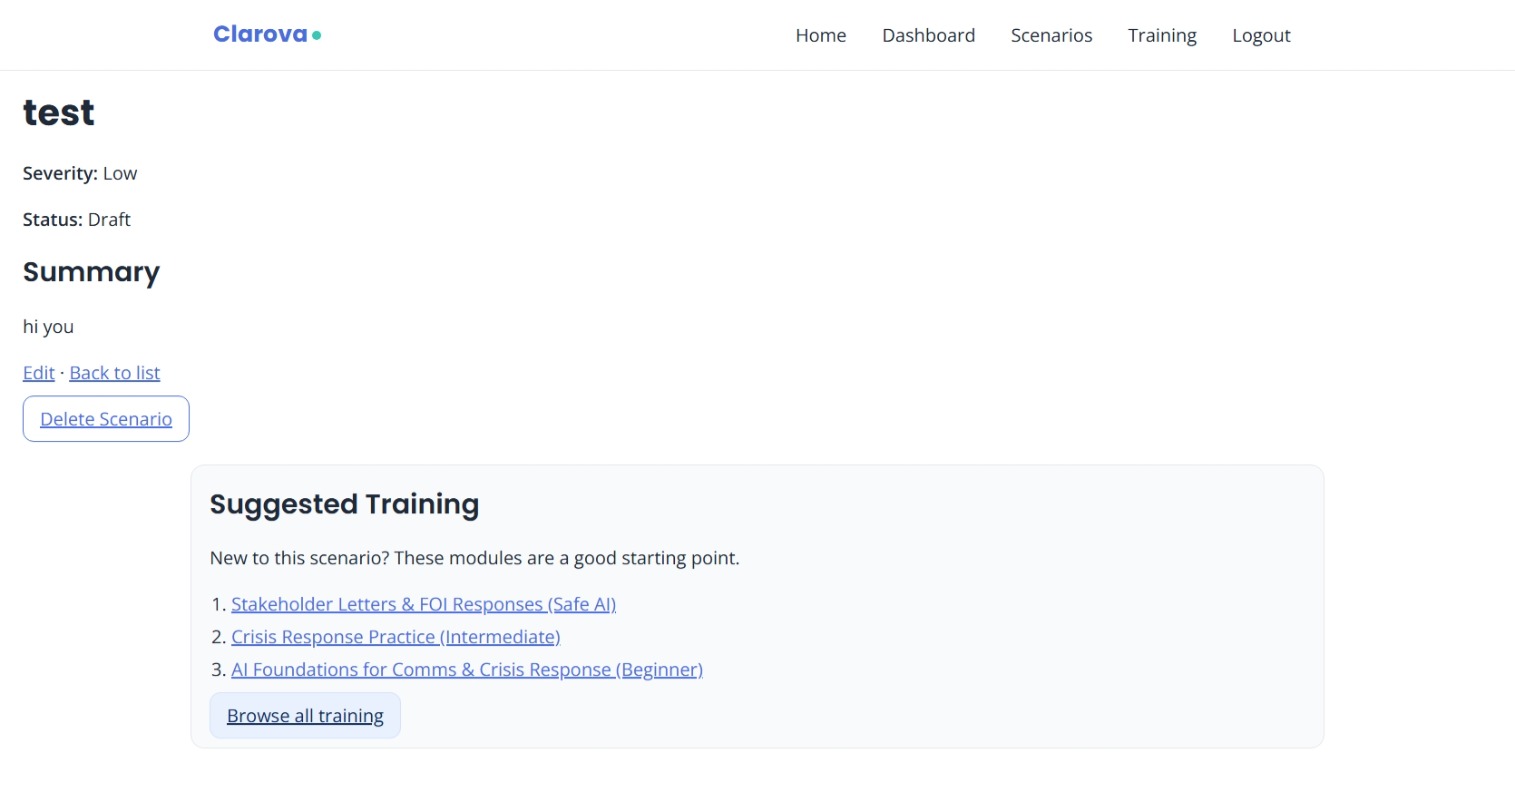 Clarova
Home Dashboard Scenarios Training Logout
test
Severity: Low
Status: Draft
Summary
hi you
Edit · Back to list
Delete Scenario
Suggested Training
New to this scenario? These modules are a good starting point.
1. Stakeholder Letters & FOI Responses (Safe AI)
2. Crisis Response Practice (Intermediate)
3. AI Foundations for Comms & Crisis Response (Beginner)
Browse all training